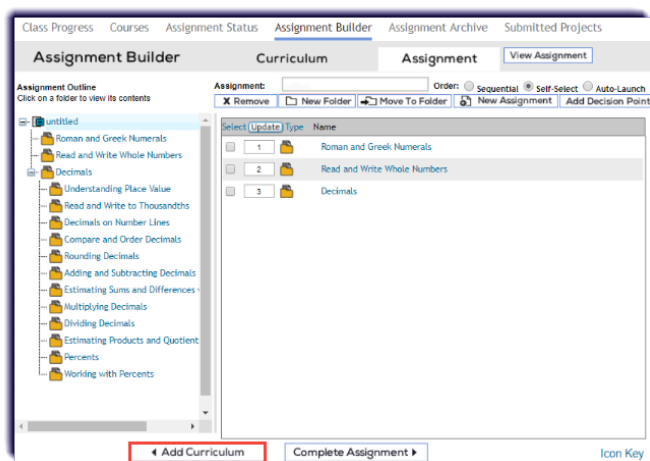 Class Progress Courses Assignment Status Assignment Builder Assignment Archive Submitted Projects
Assignment Builder Curriculum Assignment View Assignment
Assignment Outline
Click on a folder to view its contents
Assignment: Order: Sequential Self-Select Auto-Launch
X Remove New Folder Move To Folder New Assignment Add Decision Point
untitled
Roman and Greek Numerals
Read and Write Whole Numbers
Decimals
Understanding Place Value
Read and Write to Thousandths
Decimals on Number Lines
Compare and Order Decimals
Rounding Decimals
Adding and Subtracting Decimals
Estimating Sums and Differences
Multiplying Decimals
Dividing Decimals
Estimating Products and Quotient
Percents
Working with Percents
Select Update Type Name
1 Roman and Greek Numerals
2 Read and Write Whole Numbers
3 Decimals
Add Curriculum Complete Assignment Icon Key